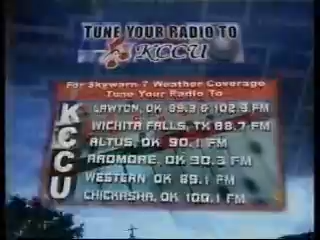 TUNE YOUR RADIO TO
KCCU
For Skywarn 7 Weather Coverage
Tune Your Radio To
KCCU
LAWTON, OK 89.3 & 102.9 FM
WICHITA FALLS, TX 88.7 FM
ALTUS, OK 90.1 FM
ARDMORE, OK 90.3 FM
WESTERN OK 89.1 FM
CHICKASHA, OK 100.1 FM